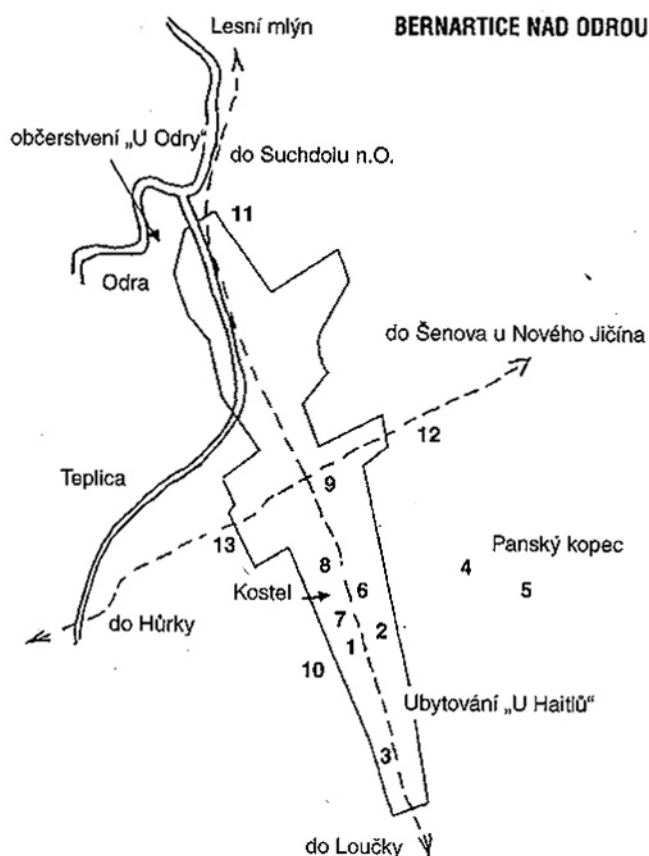 Lesní mlýn
BERNARTICE NAD ODROU
občerstvení „U Odry“
do Suchdolu n.O.
11
Odra
do Šenova u Nového Jičína
12
Teplica
9
13
8
Panský kopec
4
5
Kostel
6
7
do Hůrky
2
1
10
Ubytování „U Haitlů“
3
do Loučky